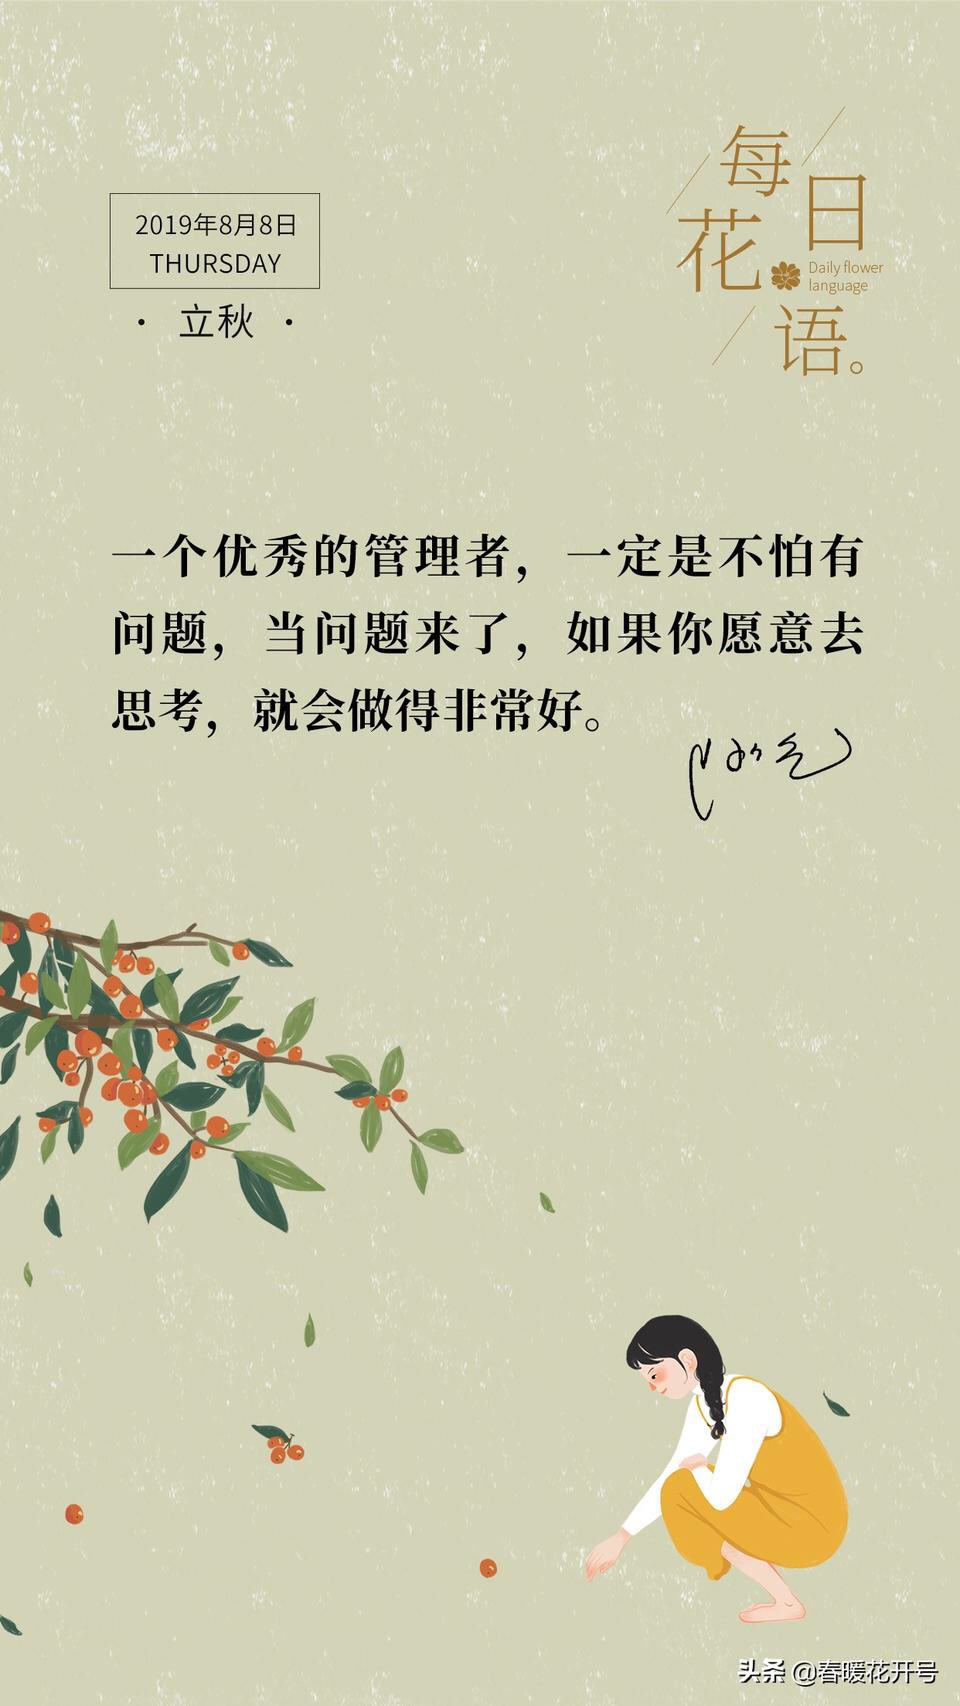 2019年8月8日
THURSDAY
· 立秋 ·
每日
花语。
Daily flower
language
一个优秀的管理者，一定是不怕有
问题，当问题来了，如果你愿意去
思考，就会做得非常好。
头条 @春暖花开号